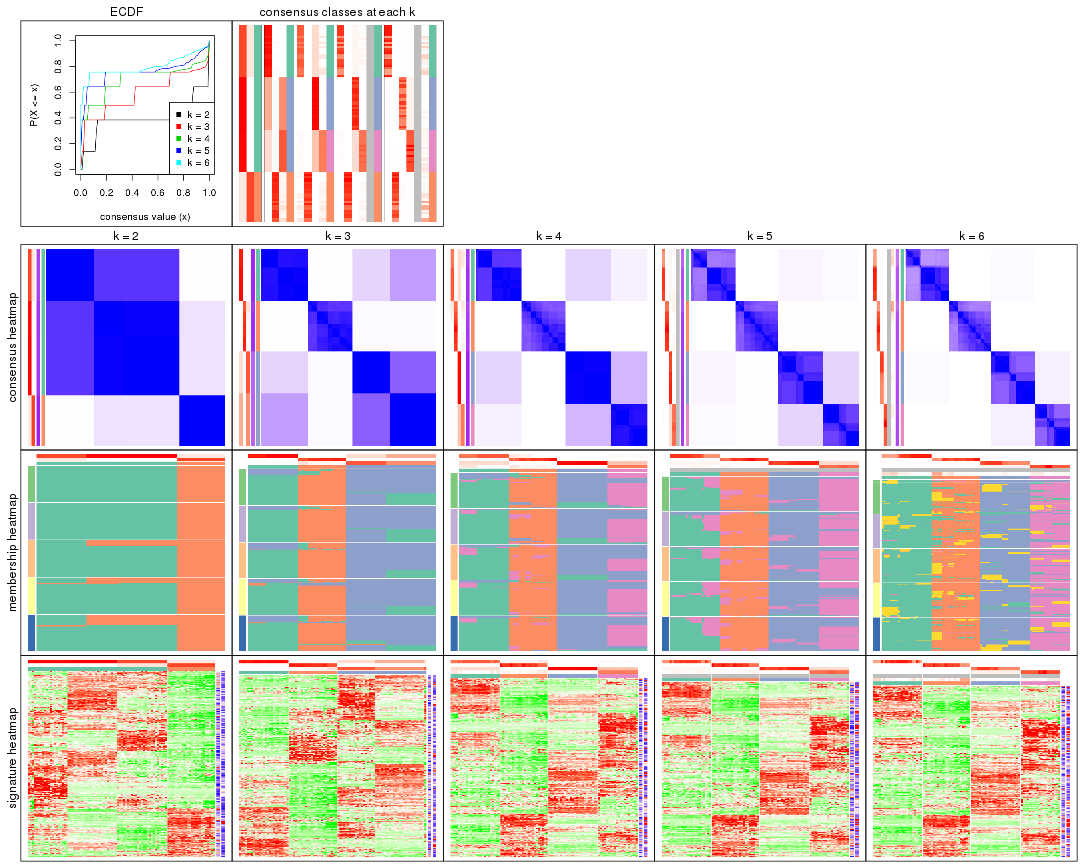 ECDF
consensus classes at each k
P(X <= x)
0.0 0.2 0.4 0.6 0.8 1.0
k = 2
k = 3
k = 4
k = 5
k = 6
0.0 0.2 0.4 0.6 0.8 1.0
consensus value (x)
k = 2
k = 3
k = 4
k = 5
k = 6
consensus heatmap
membership heatmap
signature heatmap